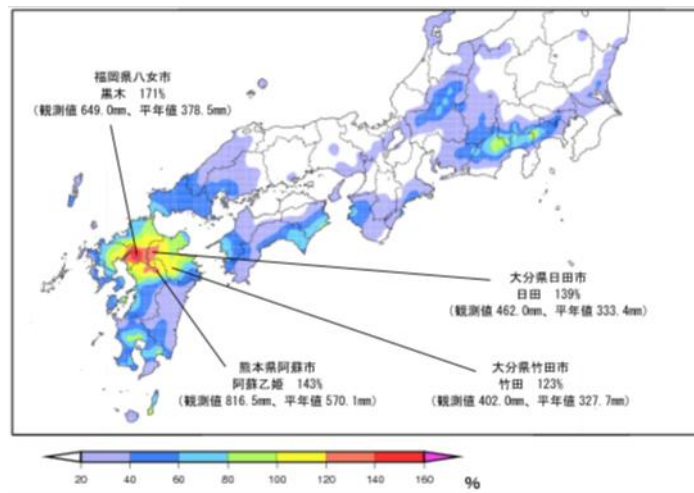 福岡県八女市
黒木 171%
(観測値 649.0mm、平年値 378.5mm)
大分県日田市
日田 139%
(観測値 462.0mm、平年値 333.4mm)
熊本県阿蘇市
阿蘇乙姫 143%
(観測値 816.5mm、平年値 570.1mm)
大分県竹田市
竹田 123%
(観測値 402.0mm、平年値 327.7mm)
20 40 60 80 100 120 140 160 %